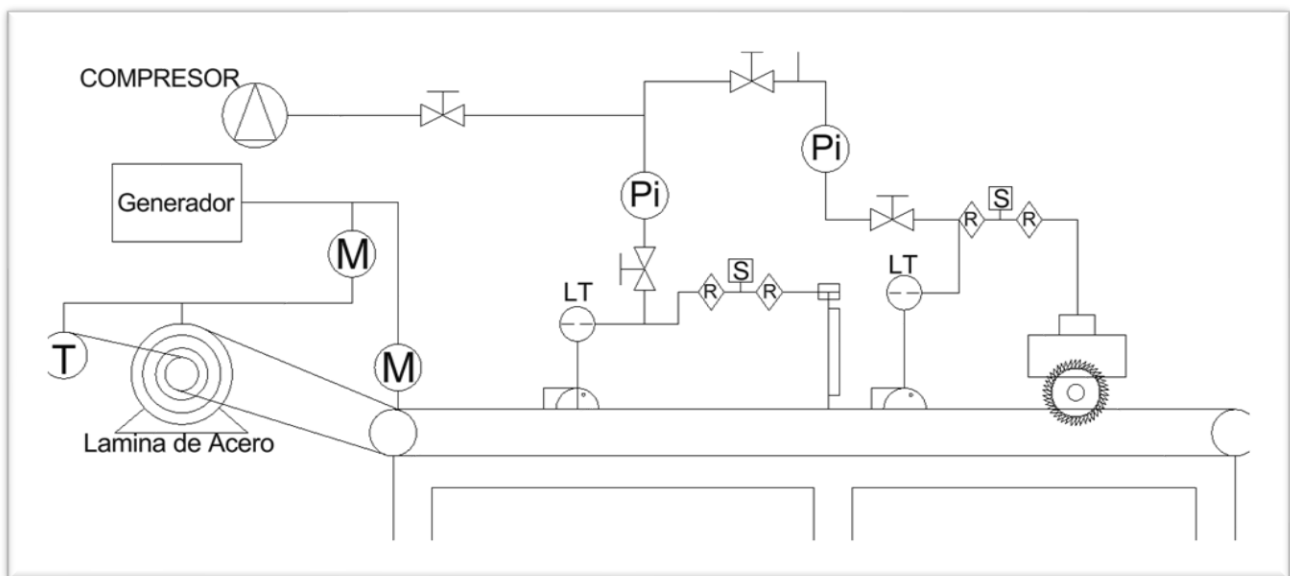 COMPRESOR
Generador
Pi
Pi
M
R
S
R
LT
LT
R
S
R
T
M
Lamina de Acero